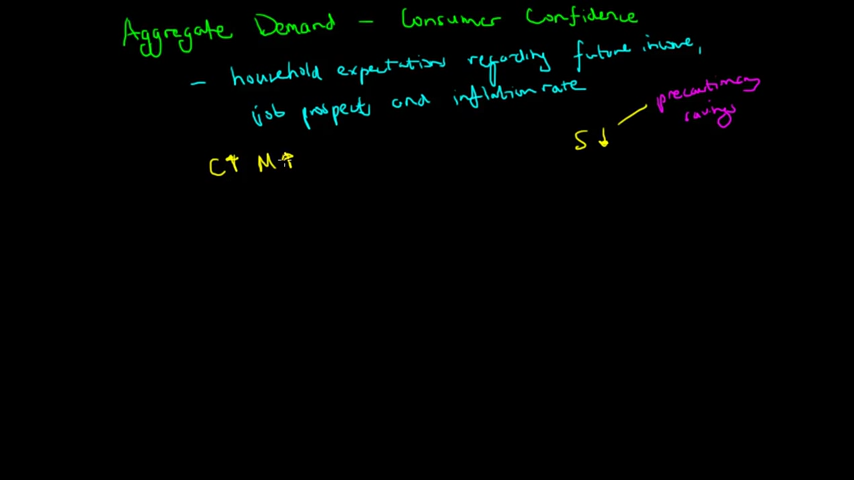 Aggregate Demand - Consumer Confidence
- household expectations regarding future income,
job prospects and inflation rate
precautionary
savings
S↓
C↑ M↑